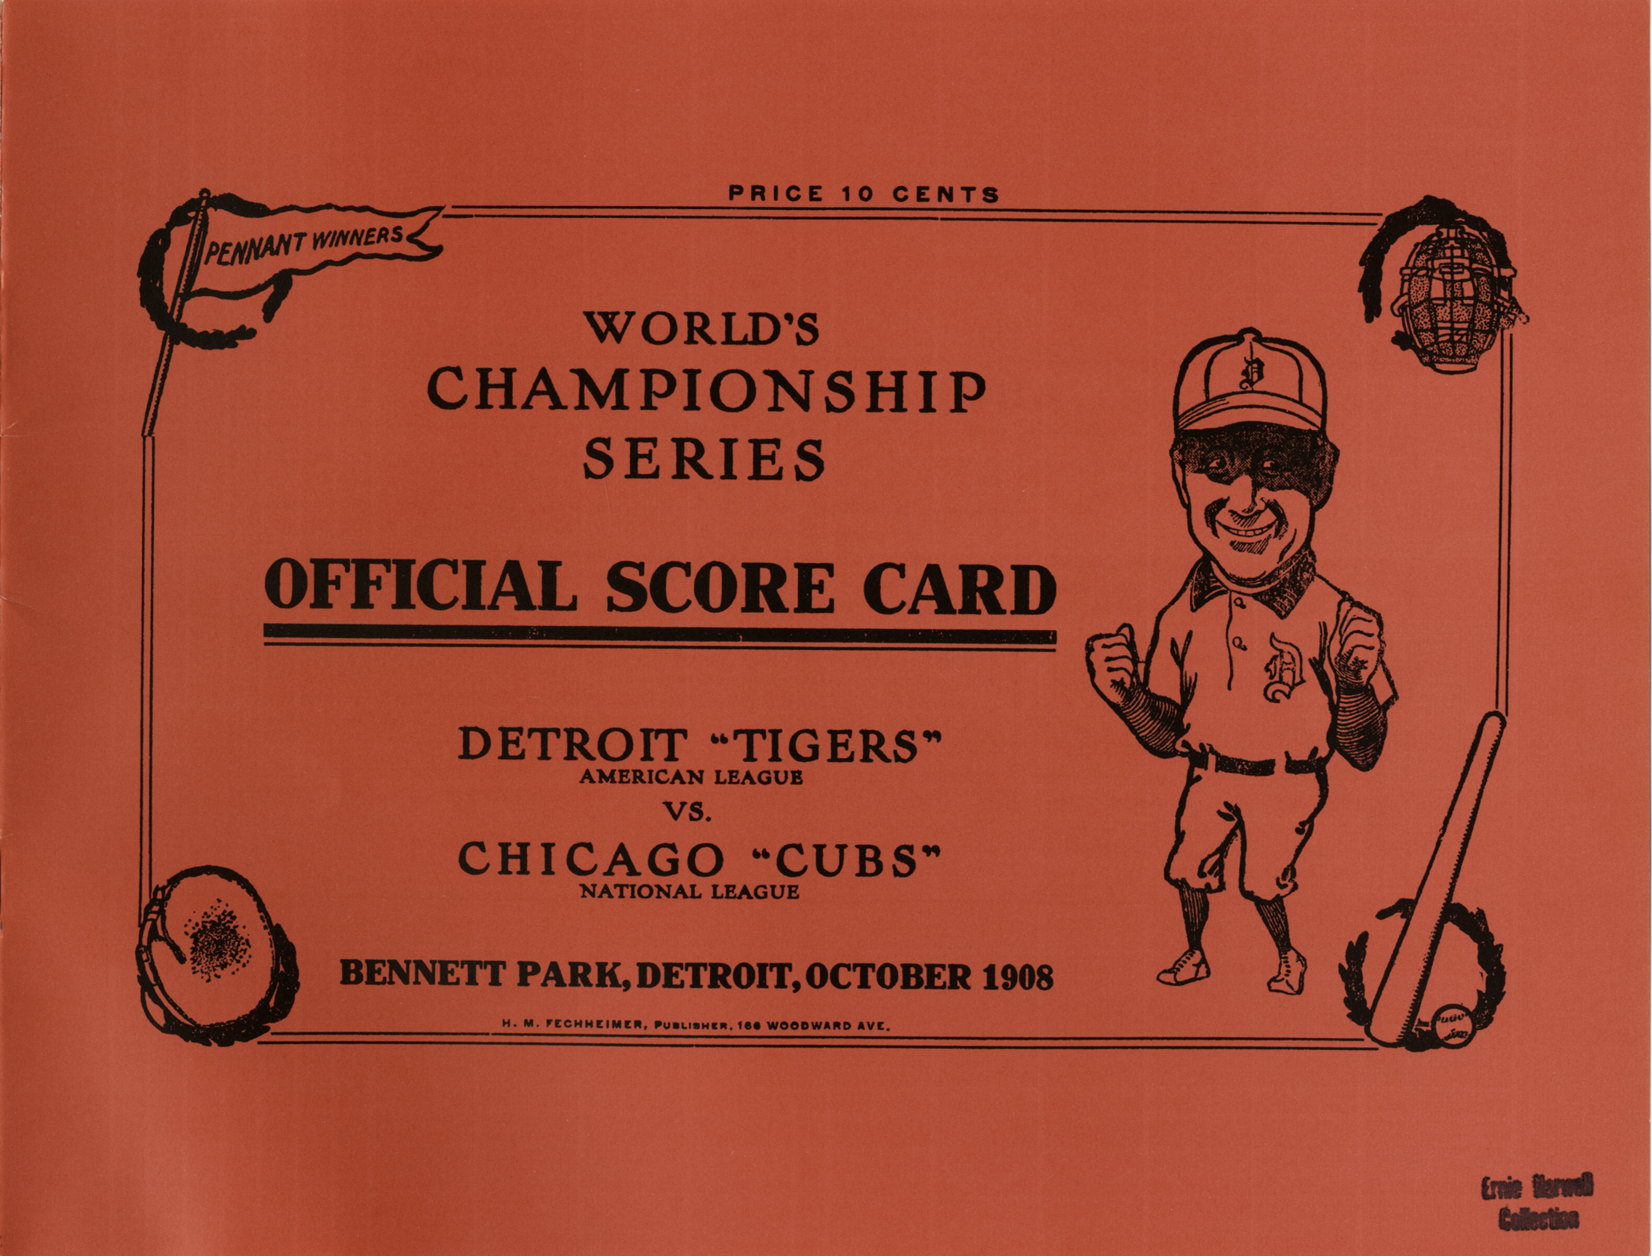 PRICE 10 CENTS
PENNANT WINNERS
WORLD'S
CHAMPIONSHIP
SERIES
OFFICIAL SCORE CARD
DETROIT “TIGERS”
AMERICAN LEAGUE
VS.
CHICAGO “CUBS”
NATIONAL LEAGUE
BENNETT PARK, DETROIT, OCTOBER 1908
H. M. FECHHEIMER, PUBLISHER, 166 WOODWARD AVE.
D
D
Ernie Harwell
Collection